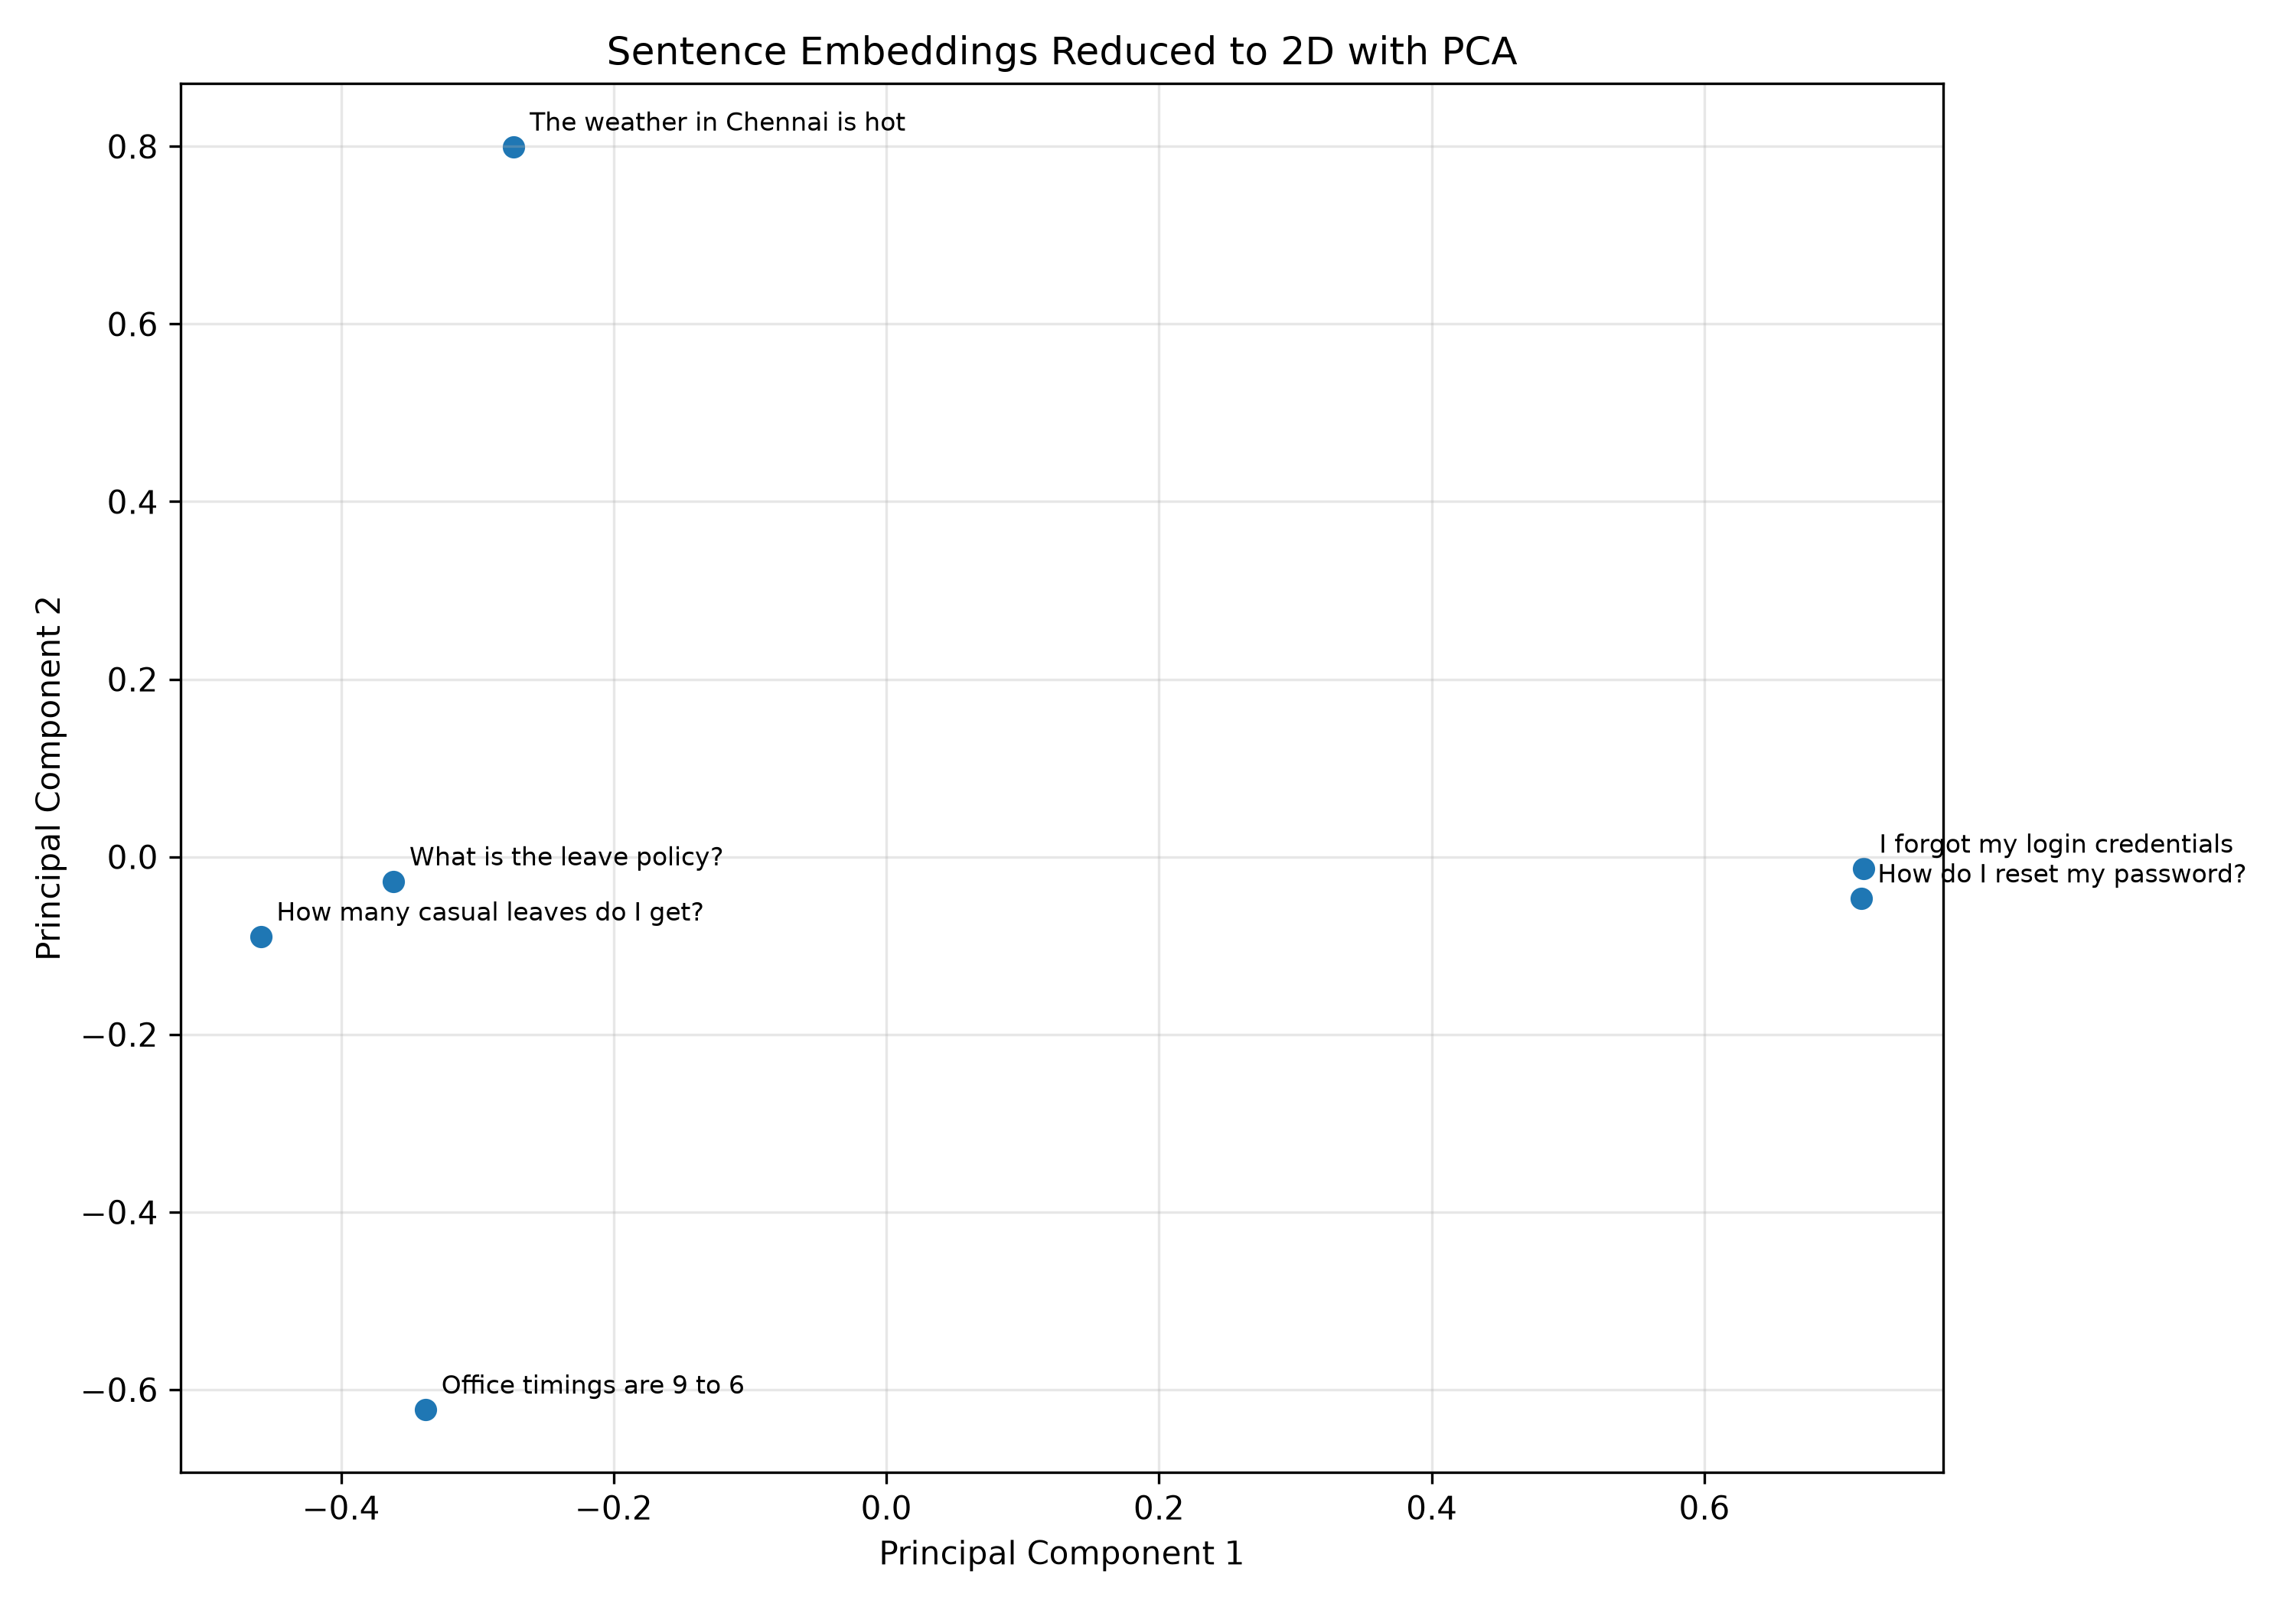 Sentence Embeddings Reduced to 2D with PCA
The weather in Chennai is hot
0.8
0.6
0.4
0.2
0.0
−0.2
−0.4
−0.6
Principal Component 2
What is the leave policy?
I forgot my login credentials
How do I reset my password?
How many casual leaves do I get?
Office timings are 9 to 6
−0.4
−0.2
0.0
0.2
0.4
0.6
Principal Component 1